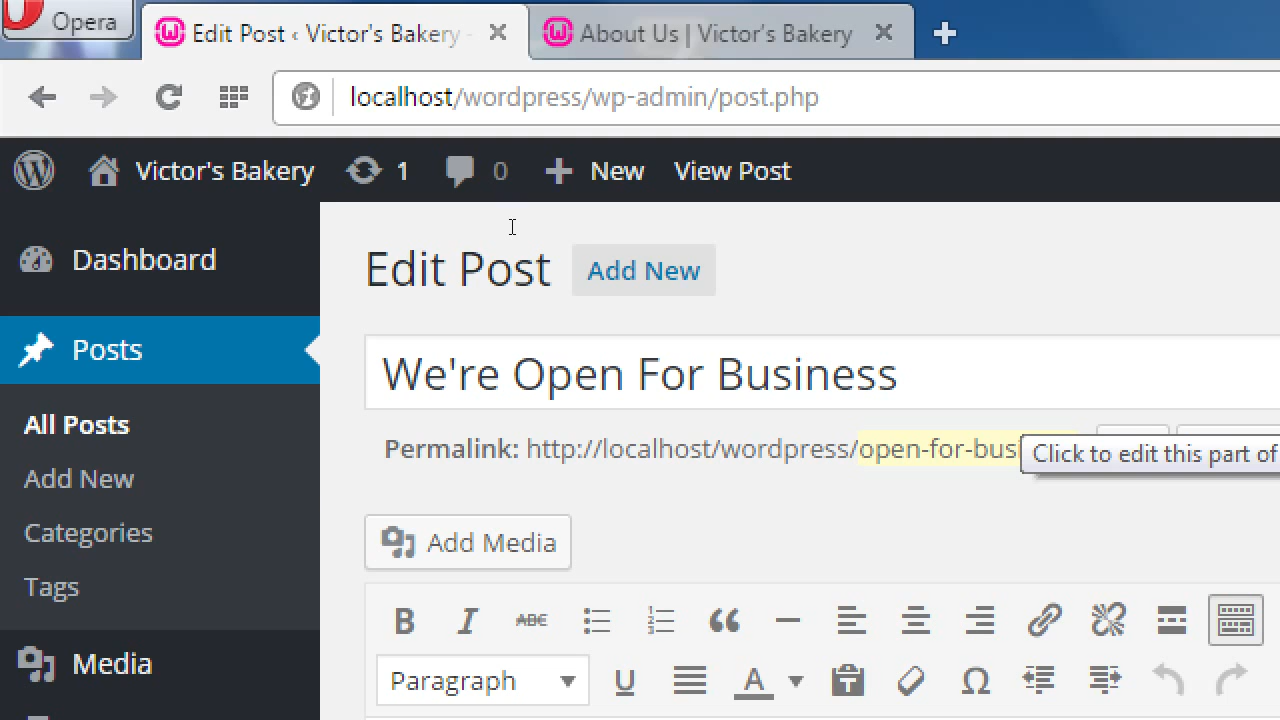 Opera
Edit Post ‹ Victor's Bakery -
About Us | Victor's Bakery
localhost/wordpress/wp-admin/post.php
Victor's Bakery 1 0 New View Post
Dashboard
Edit Post Add New
Posts
We're Open For Business
All Posts
Permalink: http://localhost/wordpress/open-for-busi
Click to edit this part of
Add New
Categories
Add Media
Tags
B I ABC
Media
Paragraph U A T Ω